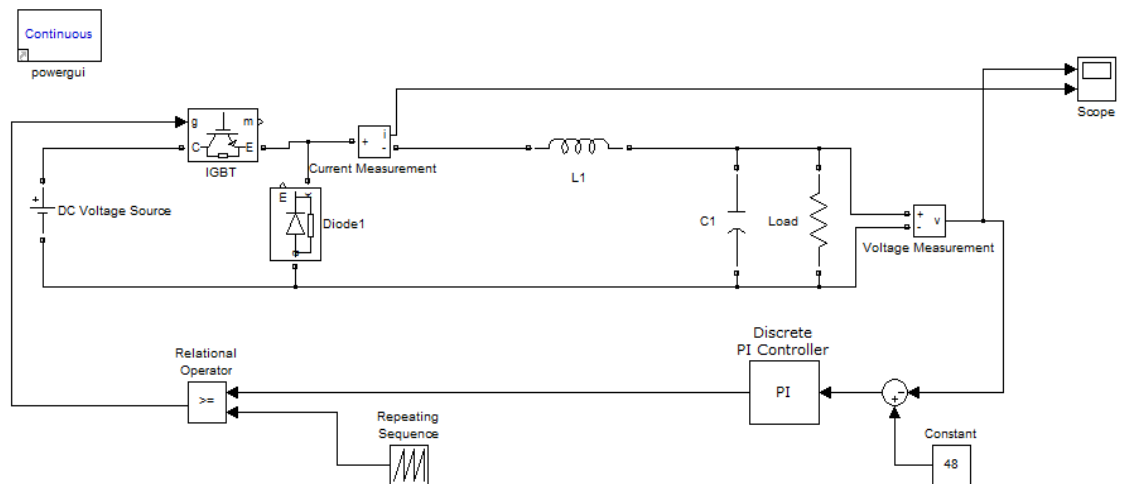 Continuous
powergui
Scope
g
m
C
E
IGBT
+
i
-
Current Measurement
L1
+
DC Voltage Source
E
Diode1
C1
Load
+
-
v
Voltage Measurement
Discrete
PI Controller
PI
-
+
Relational
Operator
>=
Repeating
Sequence
Constant
48